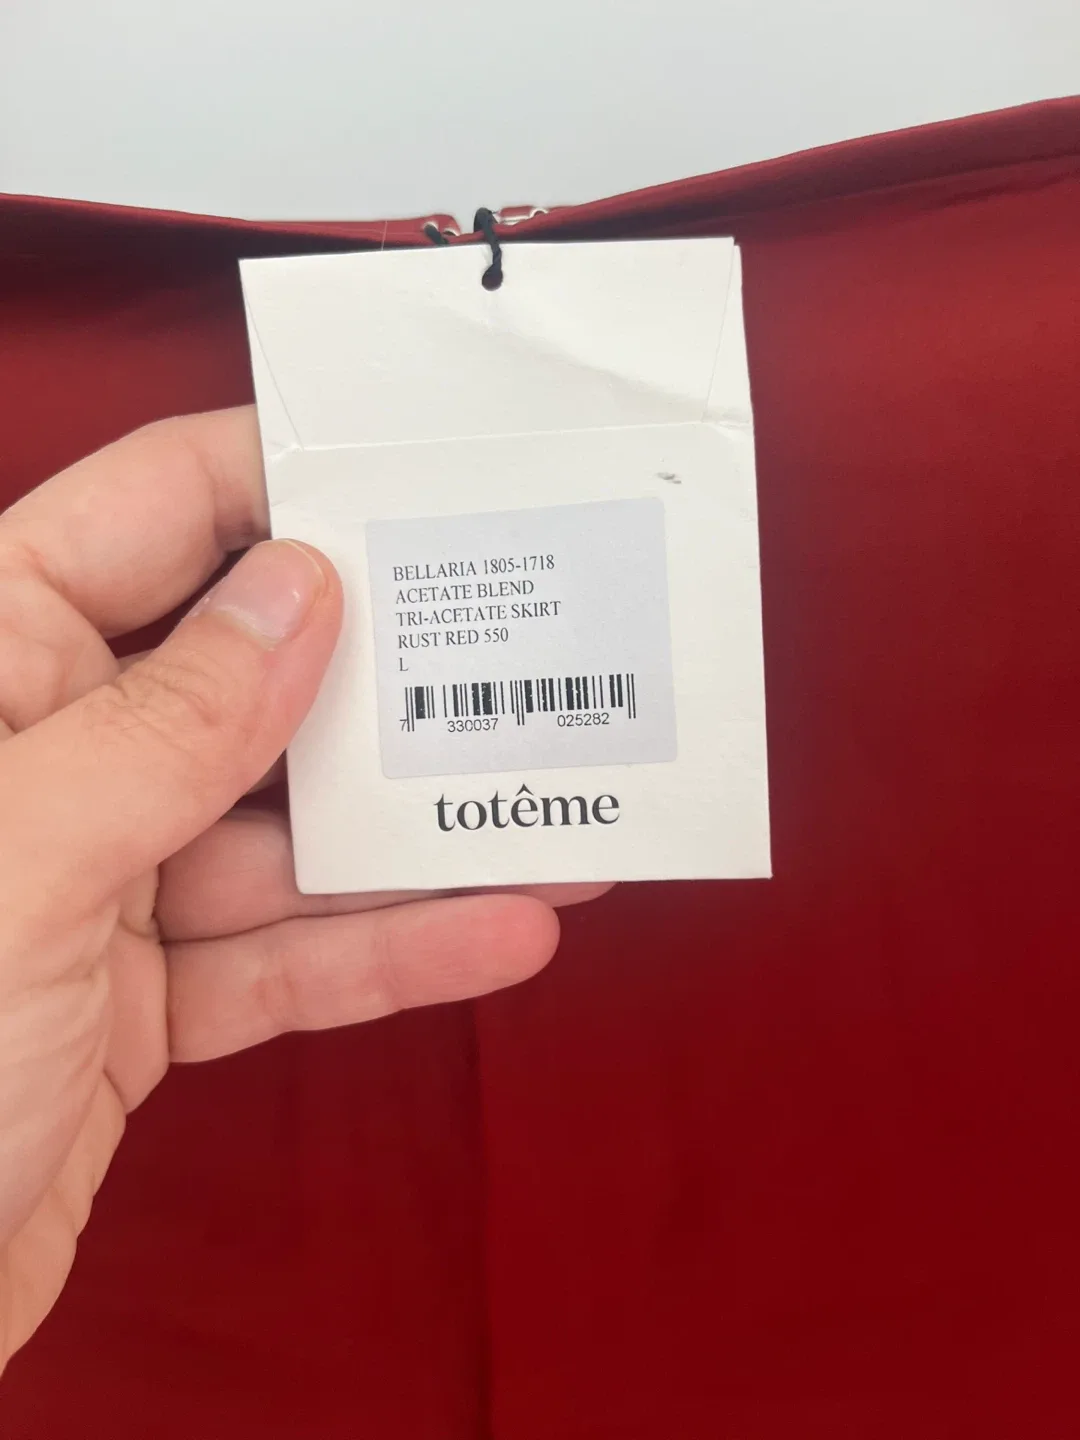 BELLARIA 1805-1718
ACETATE BLEND
TRI-ACETATE SKIRT
RUST RED 550
L
7 330037 025282
totême